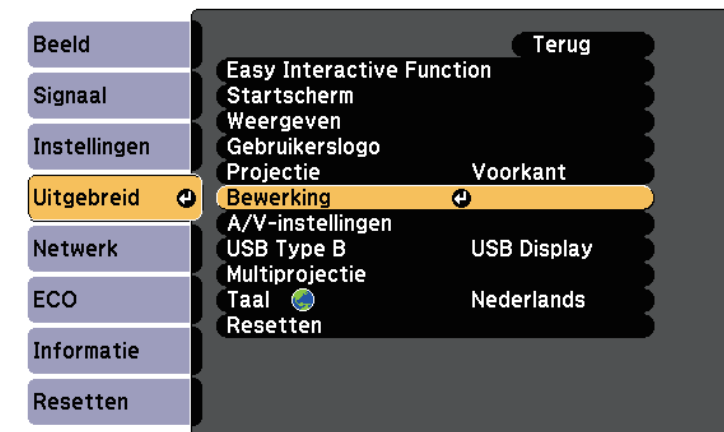 Beeld
Signaal
Instellingen
Uitgebreid
Netwerk
ECO
Informatie
Resetten
Terug
Easy Interactive Function
Startscherm
Weergeven
Gebruikerslogo
Projectie Voorkant
Bewerking
A/V-instellingen
USB Type B USB Display
Multiprojectie
Taal Nederlands
Resetten